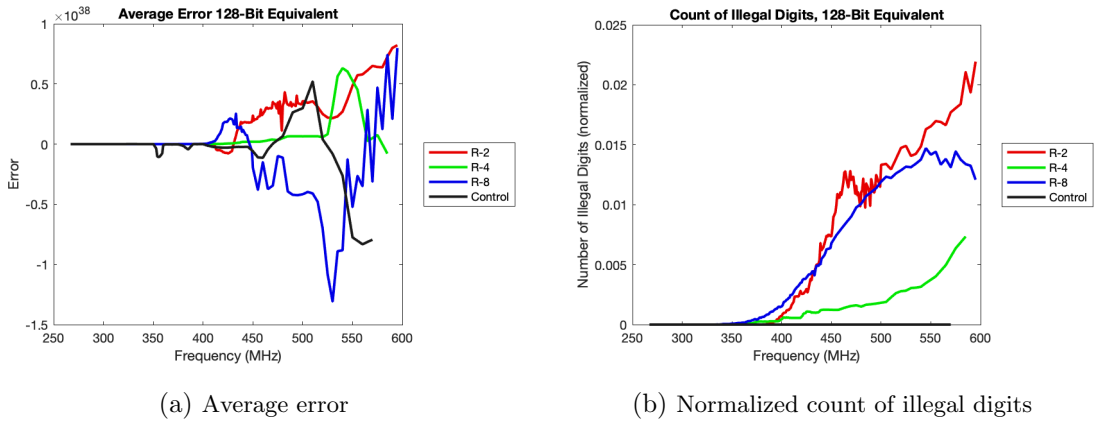 Average Error 128-Bit Equivalent
1 ×10^38
0.5
0
-0.5
-1
-1.5
Error
250 300 350 400 450 500 550 600
Frequency (MHz)
R-2
R-4
R-8
Control
(a) Average error
Count of Illegal Digits, 128-Bit Equivalent
0.025
0.02
0.015
0.01
0.005
0
Number of Illegal Digits (normalized)
250 300 350 400 450 500 550 600
Frequency (MHz)
R-2
R-4
R-8
Control
(b) Normalized count of illegal digits